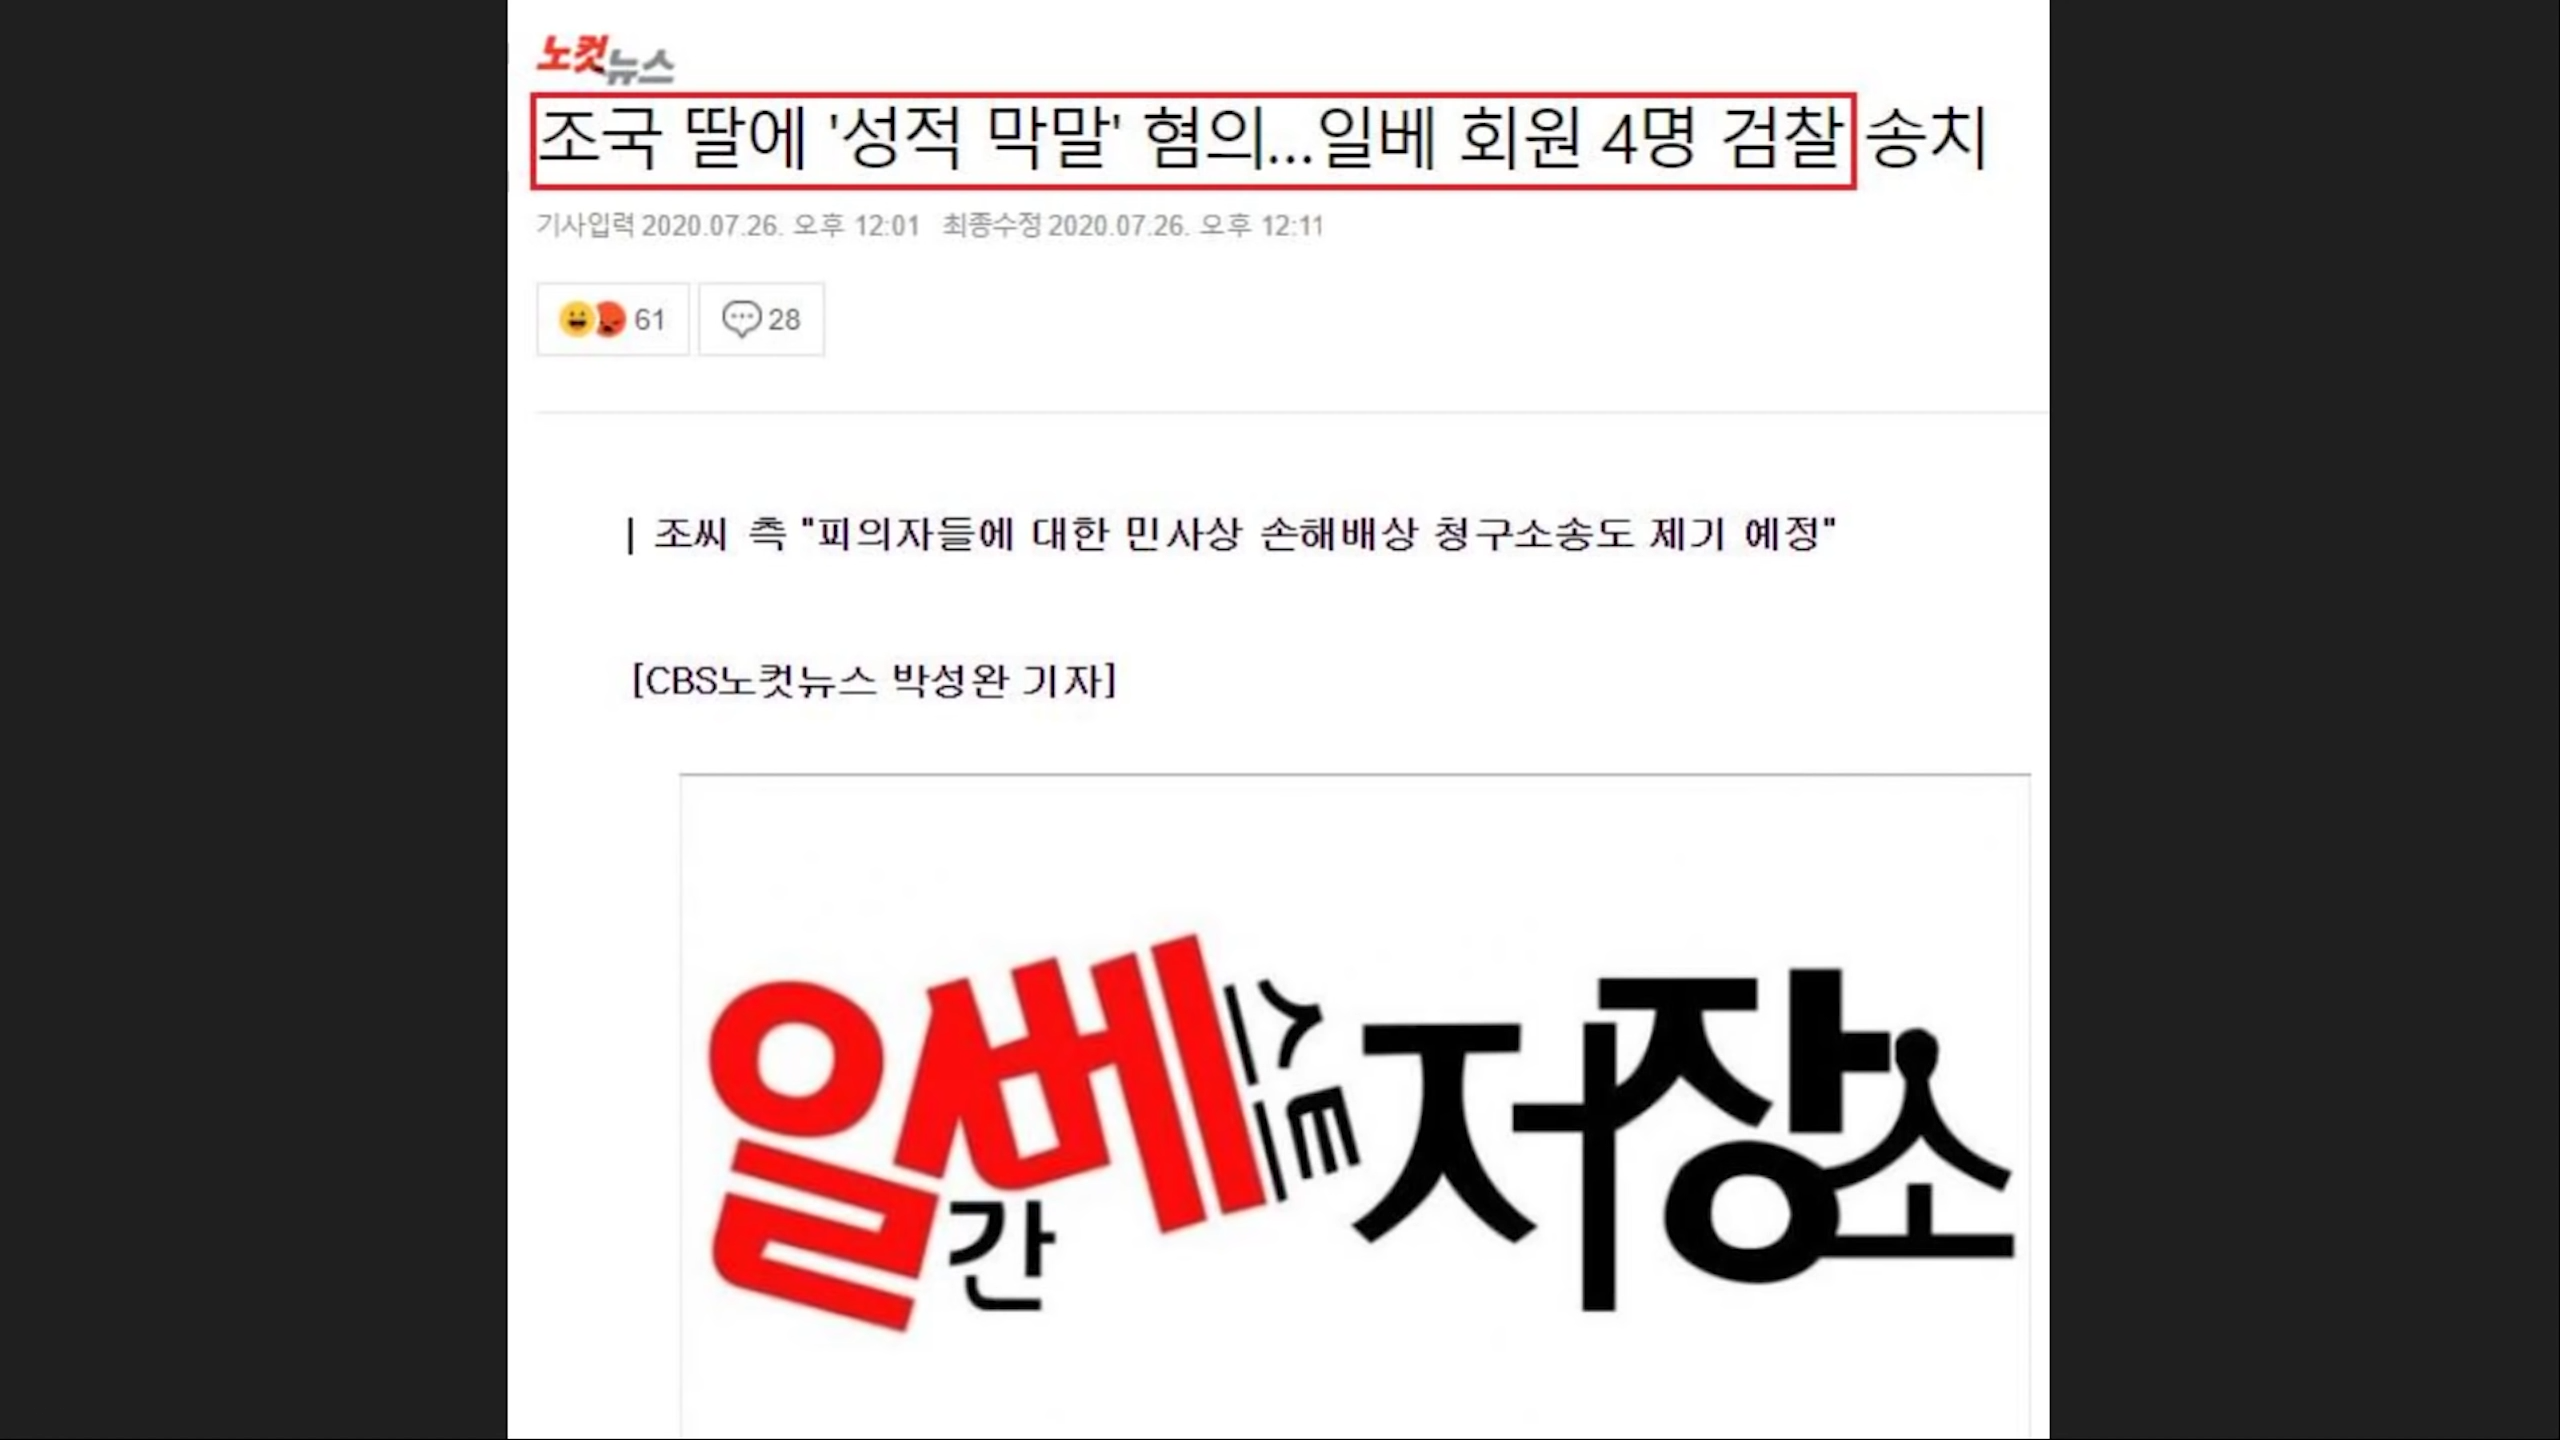 노컷뉴스
조국 딸에 '성적 막말' 혐의...일베 회원 4명 검찰 송치
기사입력 2020.07.26. 오후 12:01 최종수정 2020.07.26. 오후 12:11
61 28
| 조씨 측 "피의자들에 대한 민사상 손해배상 청구소송도 제기 예정"
[CBS노컷뉴스 박성완 기자]
일간베스트저장소